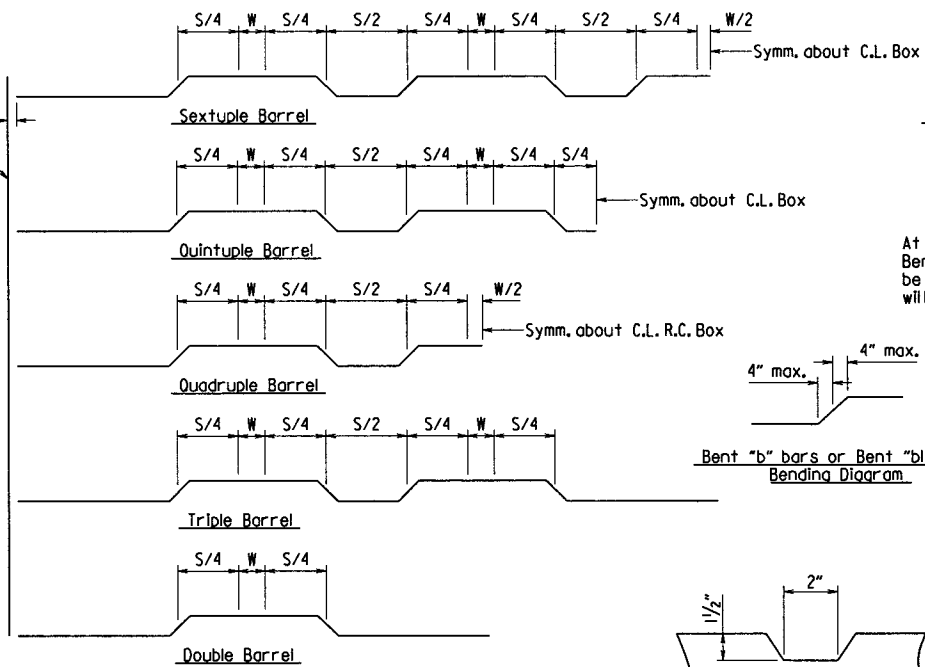 S/4 W S/4 S/2 S/4 W S/4 S/2 S/4 W/2
Symm. about C.L. Box
Sextuple Barrel
S/4 W S/4 S/2 S/4 W S/4 S/4
Symm. about C.L. Box
Quintuple Barrel
At
Ben
be
will
S/4 W S/4 S/2 S/4 W/2
Symm. about C.L. R.C. Box
Quadruple Barrel
4" max.
4" max.
Bent "b" bars or Bent "bl
Bending Diagram
S/4 W S/4 S/2 S/4 W S/4
Triple Barrel
S/4 W S/4
Double Barrel
2"
1½"